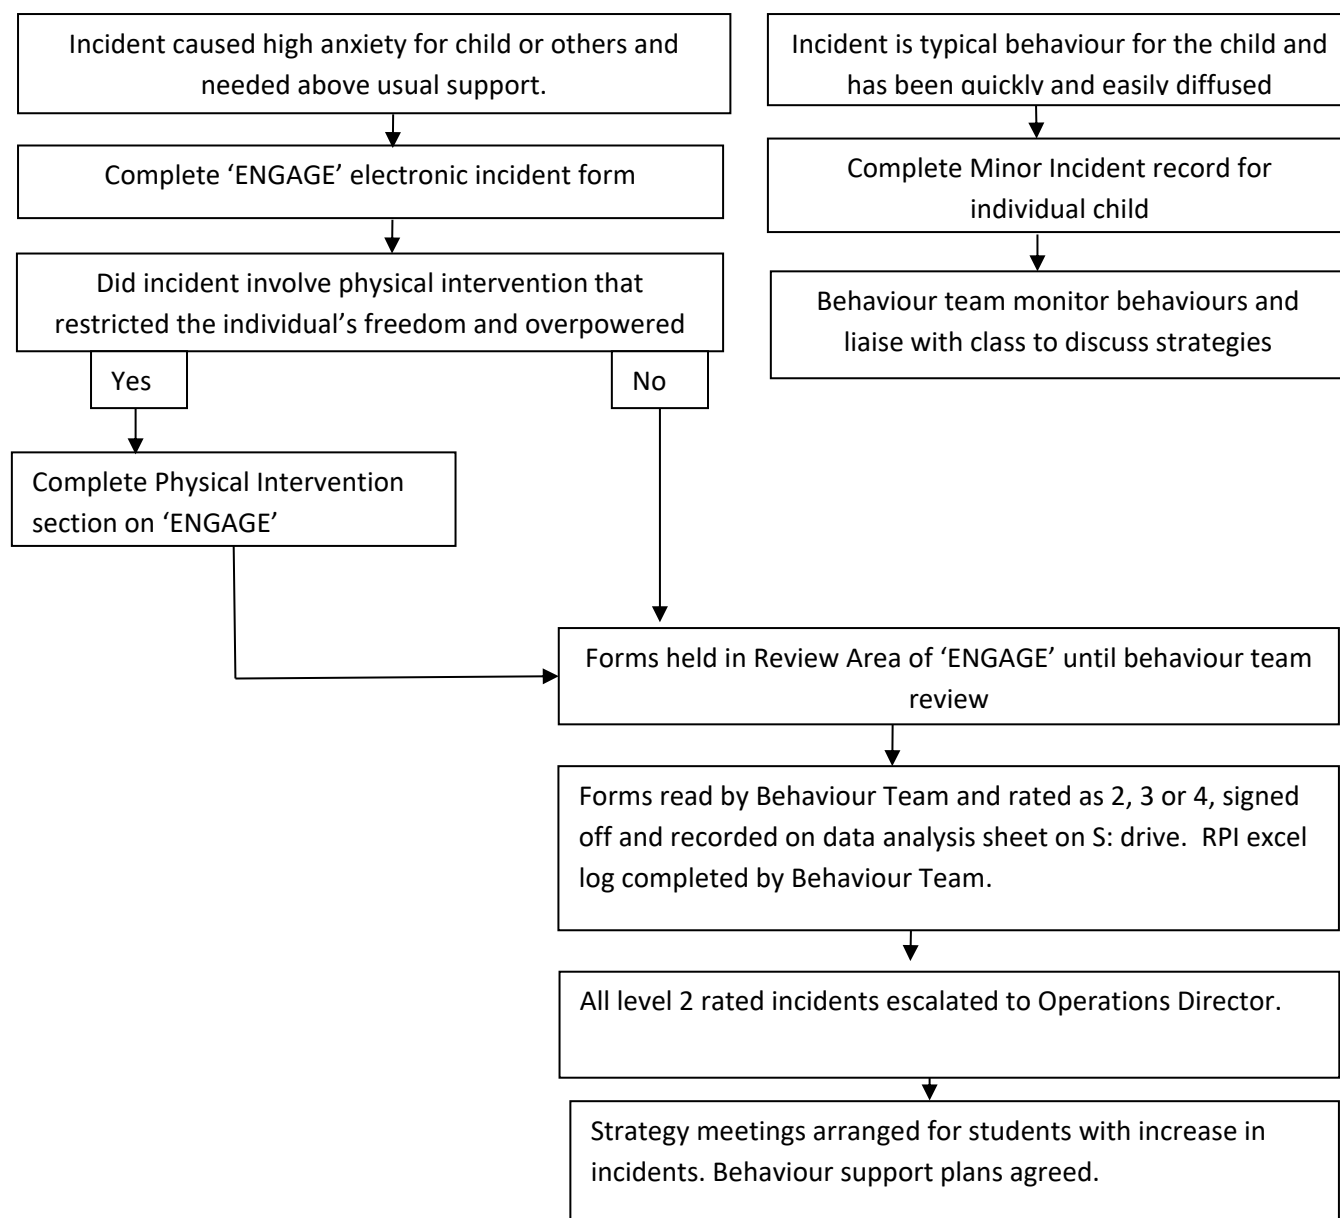 Incident caused high anxiety for child or others and
needed above usual support.
Incident is typical behaviour for the child and
has been quickly and easily diffused
Complete ‘ENGAGE’ electronic incident form
Complete Minor Incident record for
individual child
Did incident involve physical intervention that
restricted the individual’s freedom and overpowered
Behaviour team monitor behaviours and
liaise with class to discuss strategies
Yes
No
Complete Physical Intervention
section on ‘ENGAGE’
Forms held in Review Area of ‘ENGAGE’ until behaviour team
review
Forms read by Behaviour Team and rated as 2, 3 or 4, signed
off and recorded on data analysis sheet on S: drive.  RPI excel
log completed by Behaviour Team.
All level 2 rated incidents escalated to Operations Director.
Strategy meetings arranged for students with increase in
incidents. Behaviour support plans agreed.